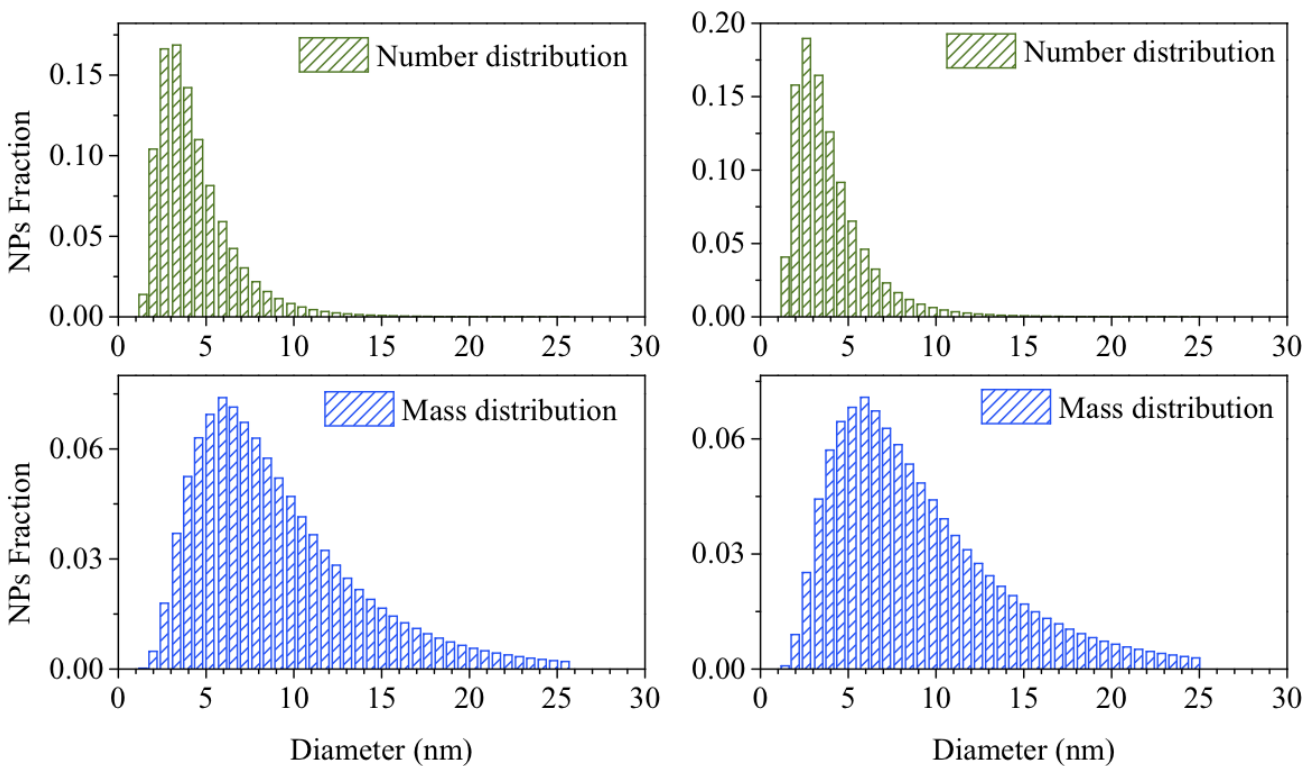 NPs Fraction
0.15
0.10
0.05
0.00
Number distribution
0 5 10 15 20 25 30
0.20
0.15
0.10
0.05
0.00
Number distribution
0 5 10 15 20 25 30
NPs Fraction
0.06
0.03
0.00
Mass distribution
0 5 10 15 20 25 30
Diameter (nm)
0.06
0.03
0.00
Mass distribution
0 5 10 15 20 25 30
Diameter (nm)